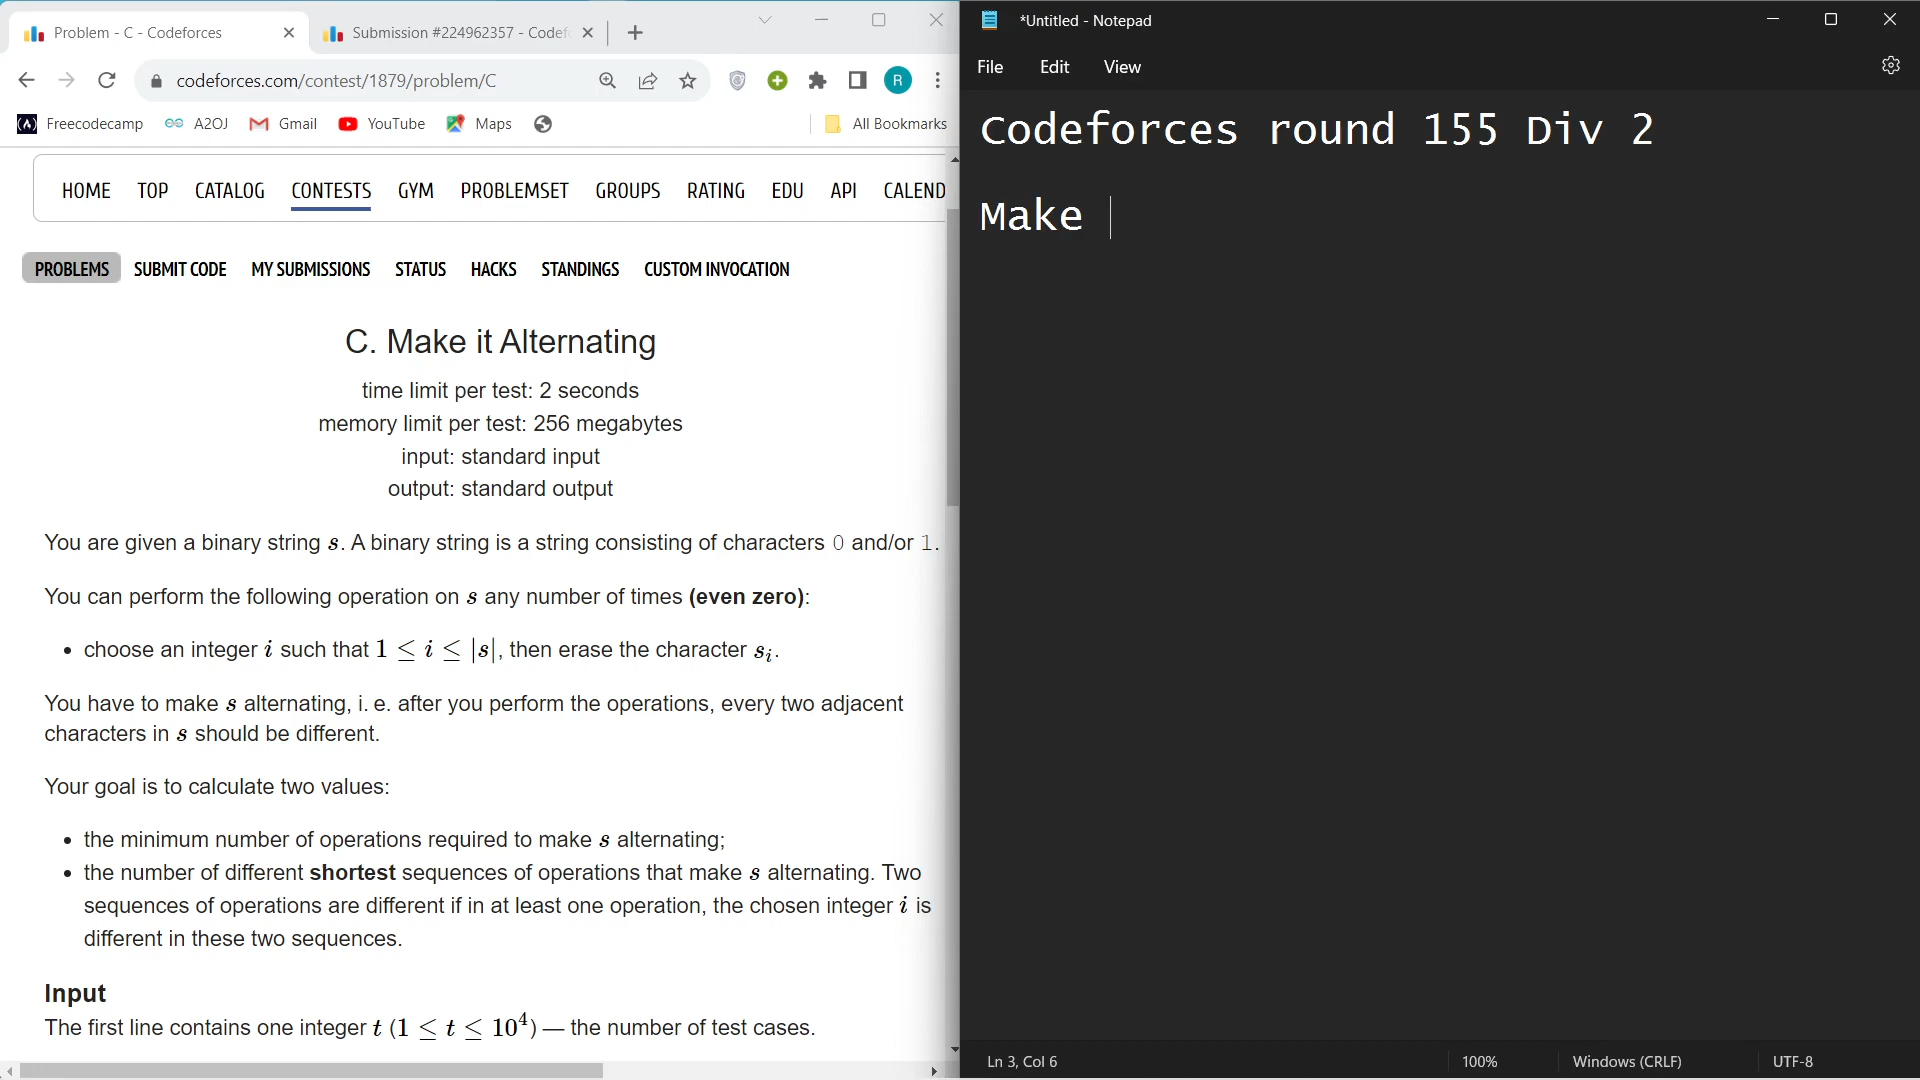 Problem - C - Codeforces
Submission #224962357 - Codef
codeforces.com/contest/1879/problem/C
R
Freecodecamp A2OJ Gmail YouTube Maps All Bookmarks
HOME TOP CATALOG CONTESTS GYM PROBLEMSET GROUPS RATING EDU API CALEND
PROBLEMS SUBMIT CODE MY SUBMISSIONS STATUS HACKS STANDINGS CUSTOM INVOCATION
C. Make it Alternating
time limit per test: 2 seconds
memory limit per test: 256 megabytes
input: standard input
output: standard output
You are given a binary string s. A binary string is a string consisting of characters 0 and/or 1.
You can perform the following operation on s any number of times (even zero):
• choose an integer i such that 1 ≤ i ≤ |s|, then erase the character sᵢ.
You have to make s alternating, i. e. after you perform the operations, every two adjacent
characters in s should be different.
Your goal is to calculate two values:
• the minimum number of operations required to make s alternating;
• the number of different shortest sequences of operations that make s alternating. Two
sequences of operations are different if in at least one operation, the chosen integer i is
different in these two sequences.
Input
The first line contains one integer t (1 ≤ t ≤ 10⁴) — the number of test cases.
*Untitled - Notepad
File Edit View
Codeforces round 155 Div 2
Make
Ln 3, Col 6 100% Windows (CRLF) UTF-8